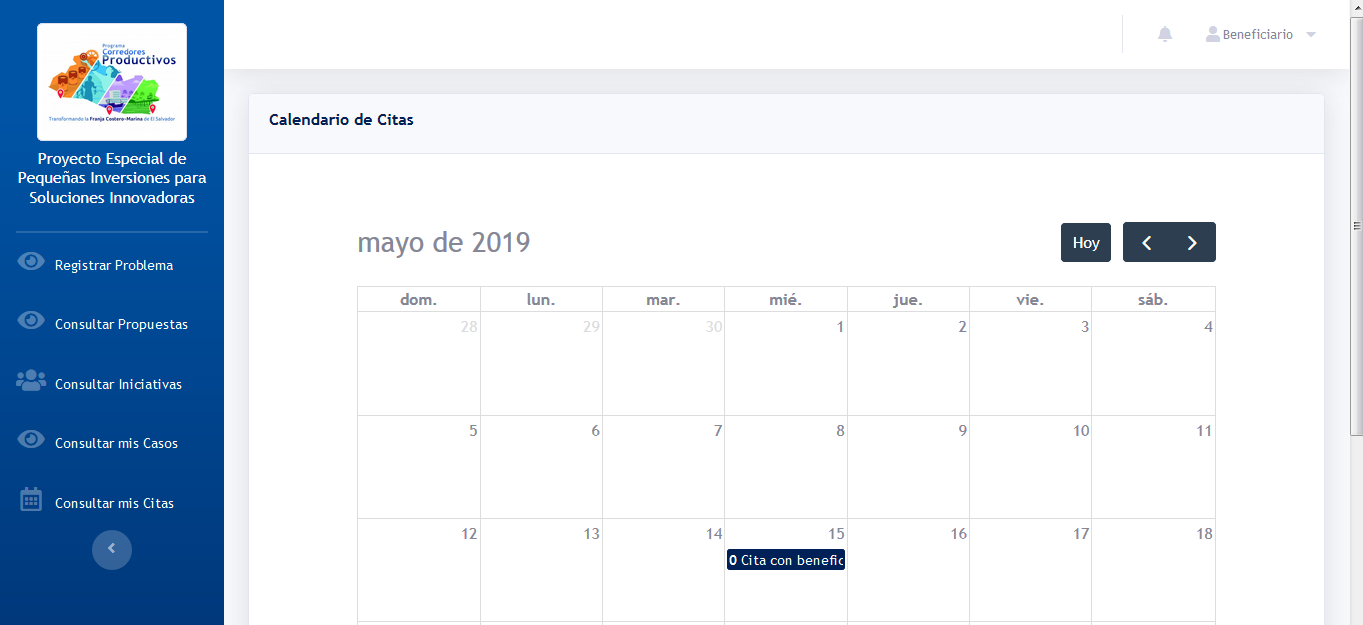 Programa
Corredores
Productivos
Transformando la Franja Costero-Marina de El Salvador
Proyecto Especial de
Pequeñas Inversiones para
Soluciones Innovadoras
Registrar Problema
Consultar Propuestas
Consultar Iniciativas
Consultar mis Casos
Consultar mis Citas
Beneficiario
Calendario de Citas
mayo de 2019
Hoy
dom. lun. mar. mié. jue. vie. sáb.
28 29 30 1 2 3 4
5 6 7 8 9 10 11
12 13 14 15 16 17 18
0 Cita con benefic